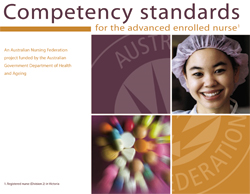 Competency standards
for the advanced enrolled nurse¹
An Australian Nursing Federation
project funded by the Australian
Government Department of Health
and Ageing
AUSTR
DERATION
1. Registered nurse (Division 2) in Victoria